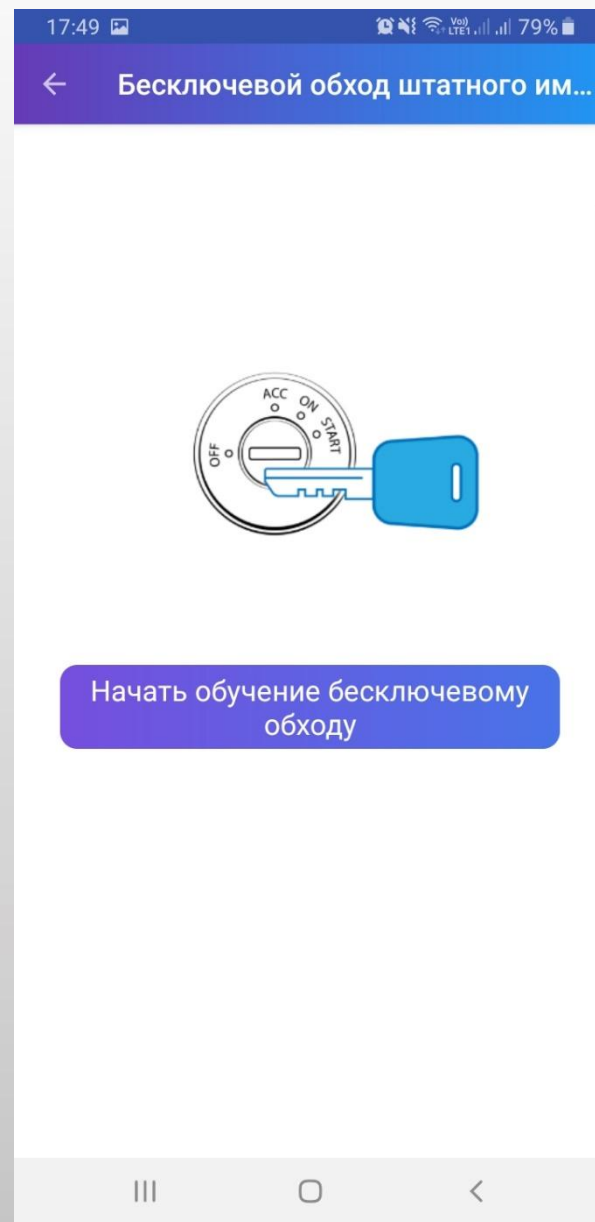 17:49 79%
Бесключевой обход штатного им...
ACC ON
START
OFF
Начать обучение бесключевому
обходу